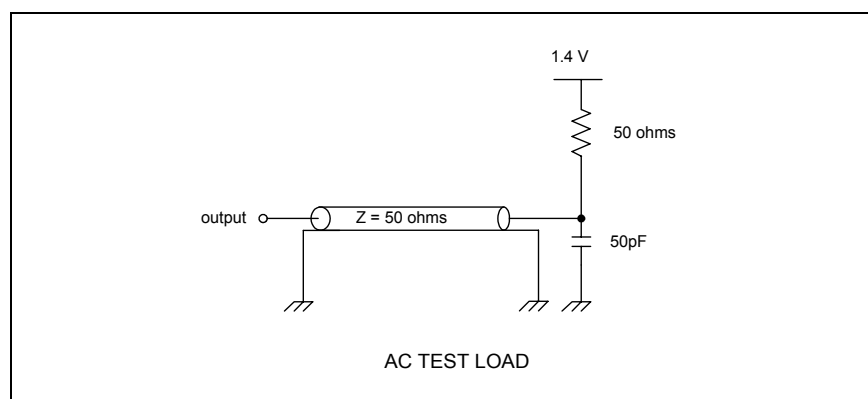 1.4 V
50 ohms
output
Z = 50 ohms
50pF
AC TEST LOAD